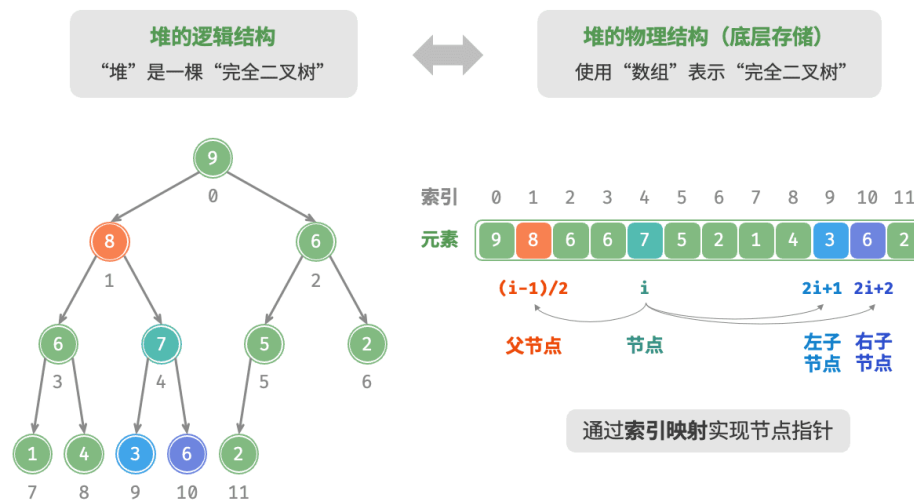 堆的逻辑结构
“堆”是一棵“完全二叉树”
堆的物理结构（底层存储）
使用“数组”表示“完全二叉树”
9
0
8 6
1 2
6 7 5 2
3 4 5 6
1 4 3 6 2
7 8 9 10 11
索引 0 1 2 3 4 5 6 7 8 9 10 11
元素 9 8 6 6 7 5 2 1 4 3 6 2
(i-1)/2 i 2i+1 2i+2
父节点 节点 左子 右子
节点 节点
通过索引映射实现节点指针